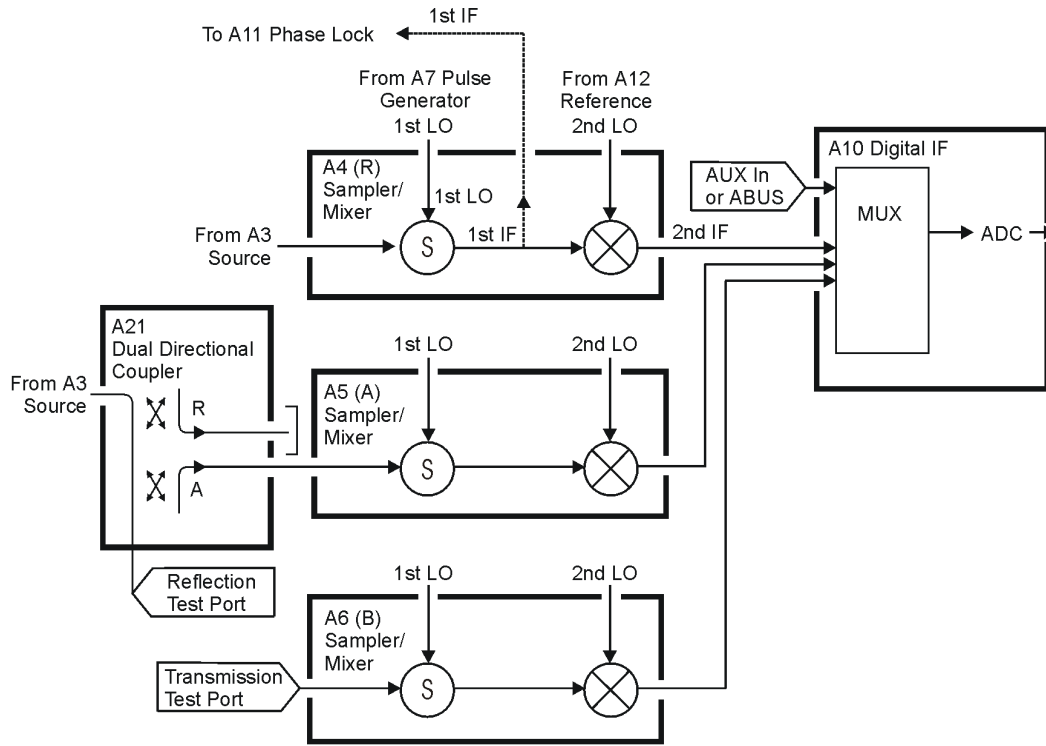 1st IF
To A11 Phase Lock
From A7 Pulse
Generator
1st LO
From A12
Reference
2nd LO
A4 (R)
Sampler/
Mixer
1st LO
From A3
Source
S
1st IF
2nd IF
AUX In
or ABUS
A10 Digital IF
MUX
ADC
A21
Dual Directional
Coupler
From A3
Source
R
A
1st LO
2nd LO
A5 (A)
Sampler/
Mixer
S
Reflection
Test Port
1st LO
2nd LO
A6 (B)
Sampler/
Mixer
S
Transmission
Test Port